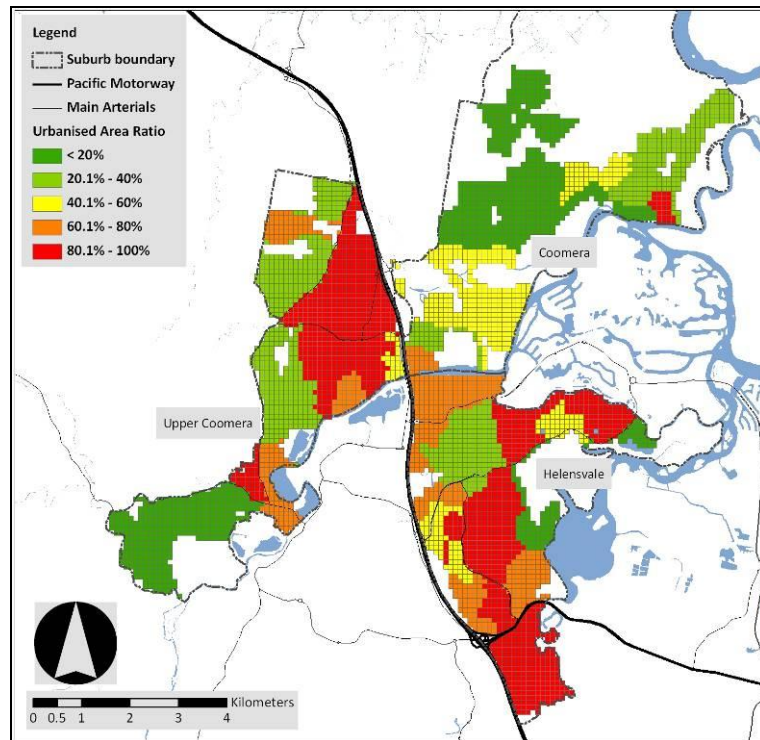 Legend
Suburb boundary
Pacific Motorway
Main Arterials
Urbanised Area Ratio
< 20%
20.1% - 40%
40.1% - 60%
60.1% - 80%
80.1% - 100%
Coomera
Upper Coomera
Helensvale
Kilometers
0 0.5 1 2 3 4